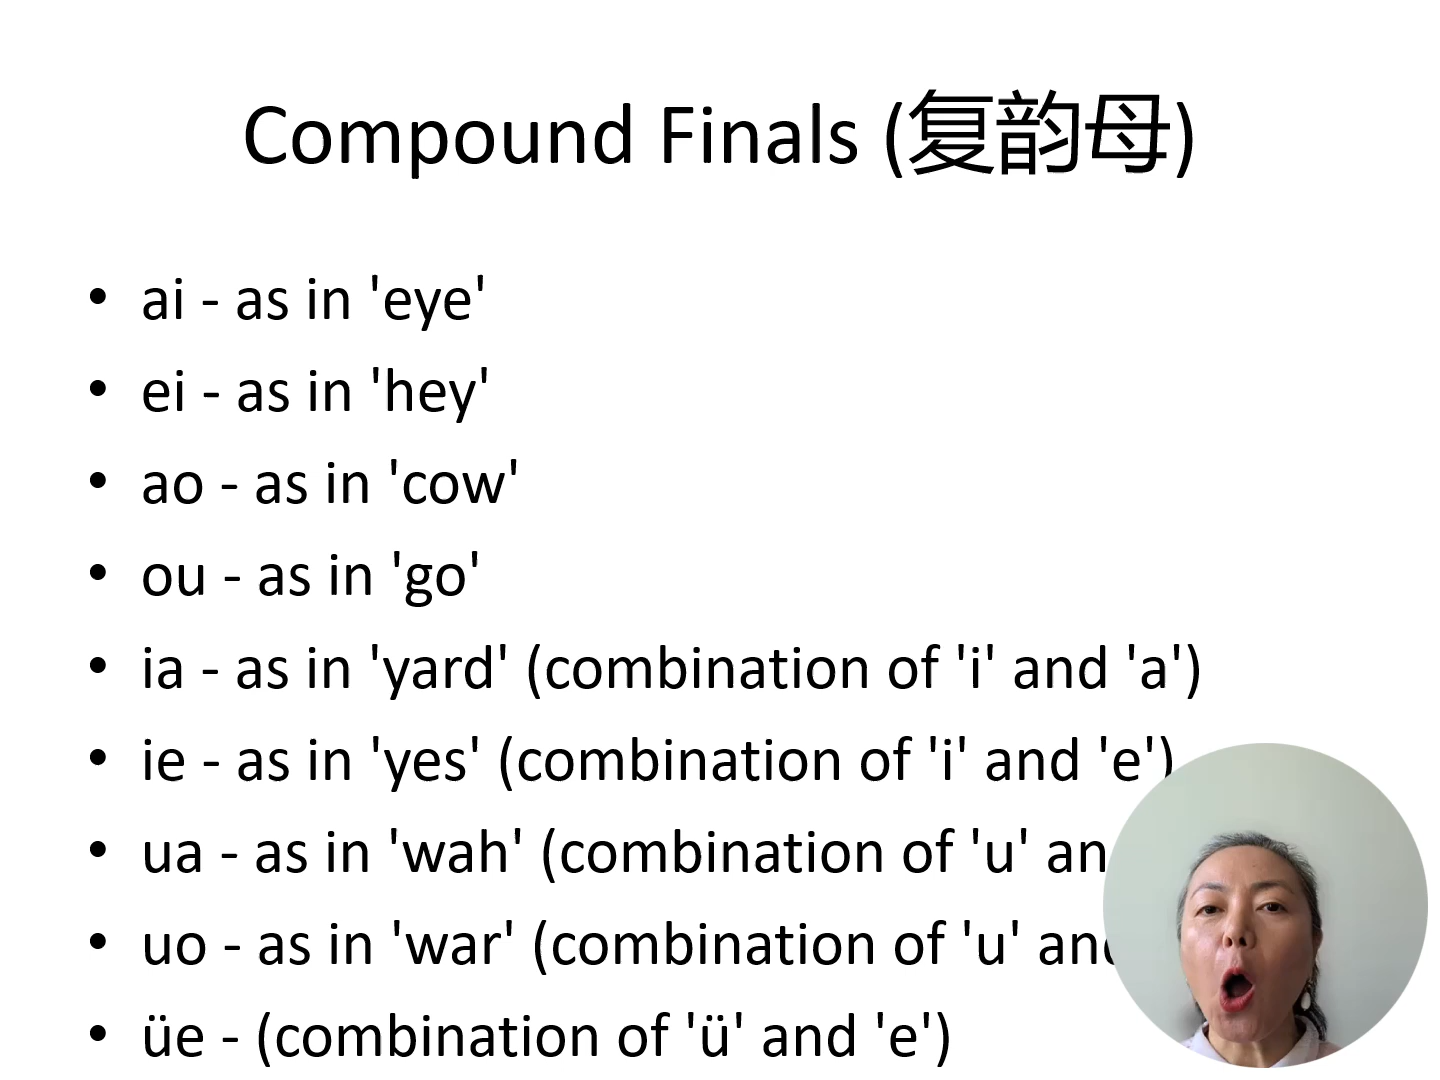 Compound Finals (复韵母)
• ai - as in 'eye'
• ei - as in 'hey'
• ao - as in 'cow'
• ou - as in 'go'
• ia - as in 'yard' (combination of 'i' and 'a')
• ie - as in 'yes' (combination of 'i' and 'e')
• ua - as in 'wah' (combination of 'u'
• uo - as in 'war' (combination of 'u'
• üe - (combination of 'ü' and 'e')